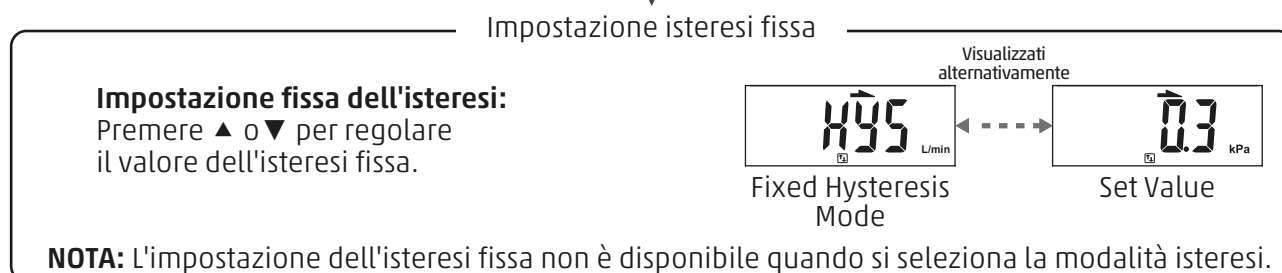 Impostazione isteresi fissa
Visualizzati
alternativamente
Impostazione fissa dell'isteresi:
Premere ▲ o ▼ per regolare
il valore dell'isteresi fissa.
HYS L/min
0.3 kPa
Fixed Hysteresis
Mode
Set Value
NOTA: L'impostazione dell'isteresi fissa non è disponibile quando si seleziona la modalità isteresi.